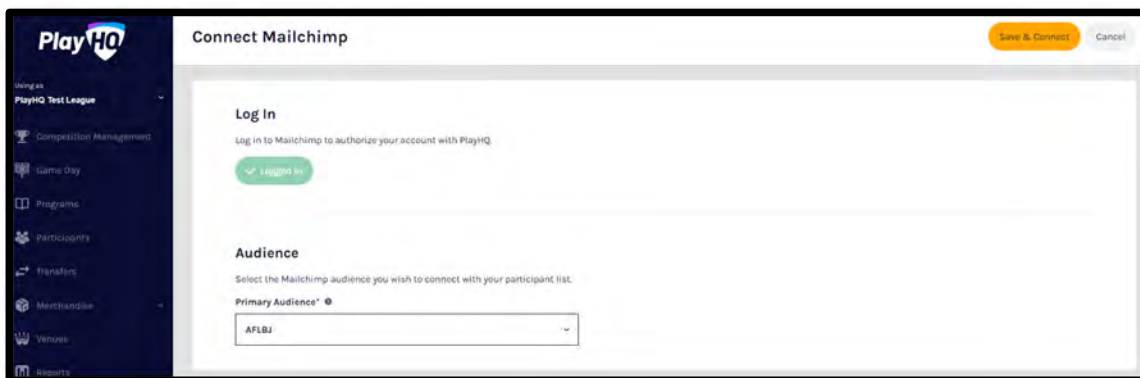 PlayHQ
Using as
PlayHQ Test League
Competition Management
Game Day
Programs
Participants
Transfers
Merchandise
Venues
Reports
Connect Mailchimp
Save & Connect
Cancel
Log In
Log in to Mailchimp to authorize your account with PlayHQ.
Logged In
Audience
Select the Mailchimp audience you wish to connect with your participant list.
Primary Audience*
AFLBJ